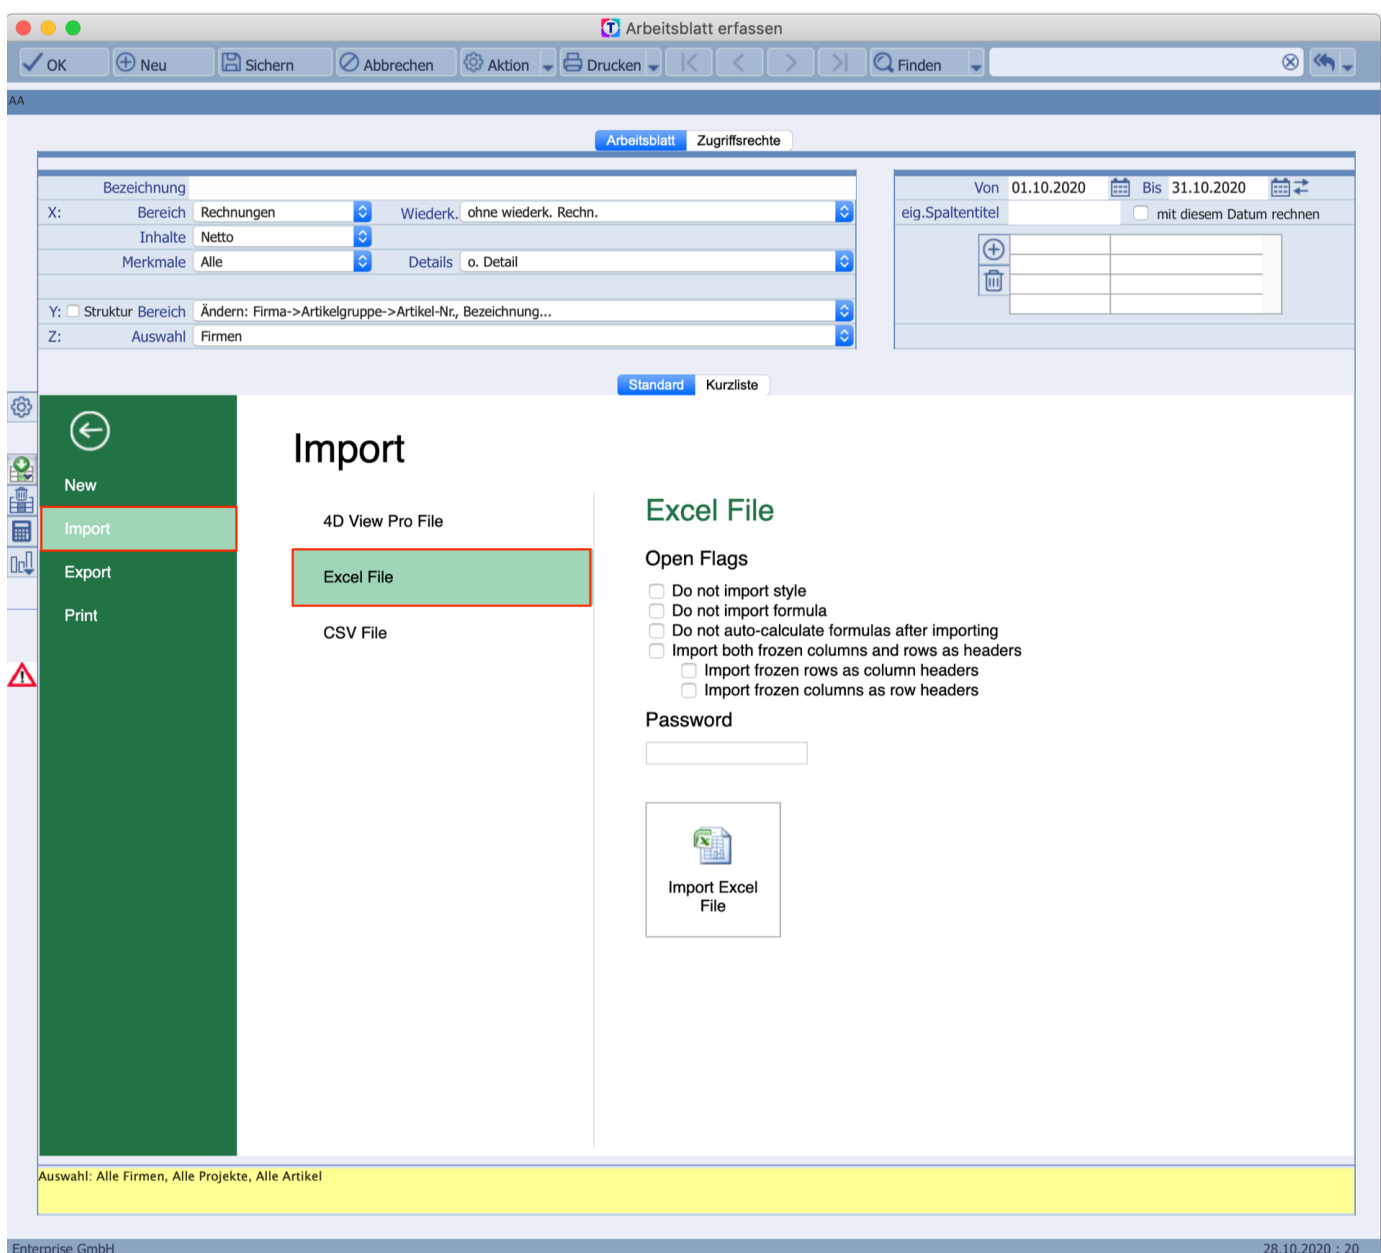 Arbeitsblatt erfassen
OK Neu Sichern Abbrechen Aktion Drucken Finden
AA
Arbeitsblatt Zugriffsrechte
Bezeichnung
Von 01.10.2020 Bis 31.10.2020
X: Bereich Rechnungen Wiederk. ohne wiederk. Rechn.
eig.Spaltentitel mit diesem Datum rechnen
Inhalte Netto
Merkmale Alle Details o. Detail
Y: Struktur Bereich Ändern: Firma->Artikelgruppe->Artikel-Nr., Bezeichnung...
Z: Auswahl Firmen
Standard Kurzliste
New
Import
Export
Print
Import
4D View Pro File
Excel File
CSV File
Excel File
Open Flags
Do not import style
Do not import formula
Do not auto-calculate formulas after importing
Import both frozen columns and rows as headers
Import frozen rows as column headers
Import frozen columns as row headers
Password
Import Excel
File
Auswahl: Alle Firmen, Alle Projekte, Alle Artikel
Enterprise GmbH 28.10.2020 : 20